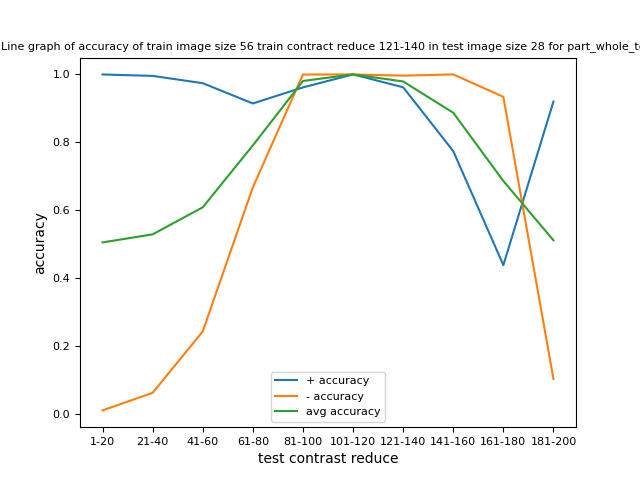 Line graph of accuracy of train image size 56 train contract reduce 121-140 in test image size 28 for
1.0
0.8
0.6
0.4
0.2
0.0
accuracy
+ accuracy
- accuracy
avg accuracy
1-20 21-40 41-60 61-80 81-100 101-120 121-140 141-160 161-180 181-200
test contrast reduce